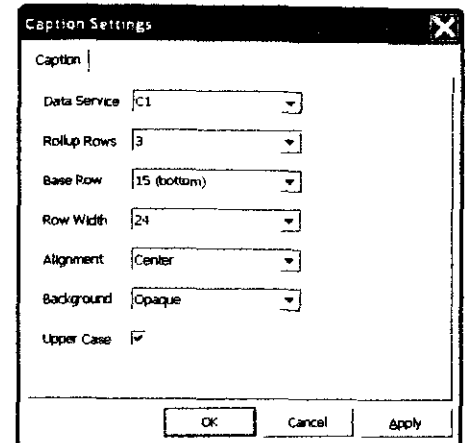 Caption Settings
Caption
Data Service C1
Rollup Rows 3
Base Row 15 (bottom)
Row Width 24
Alignment Center
Background Opaque
Upper Case
OK Cancel Apply